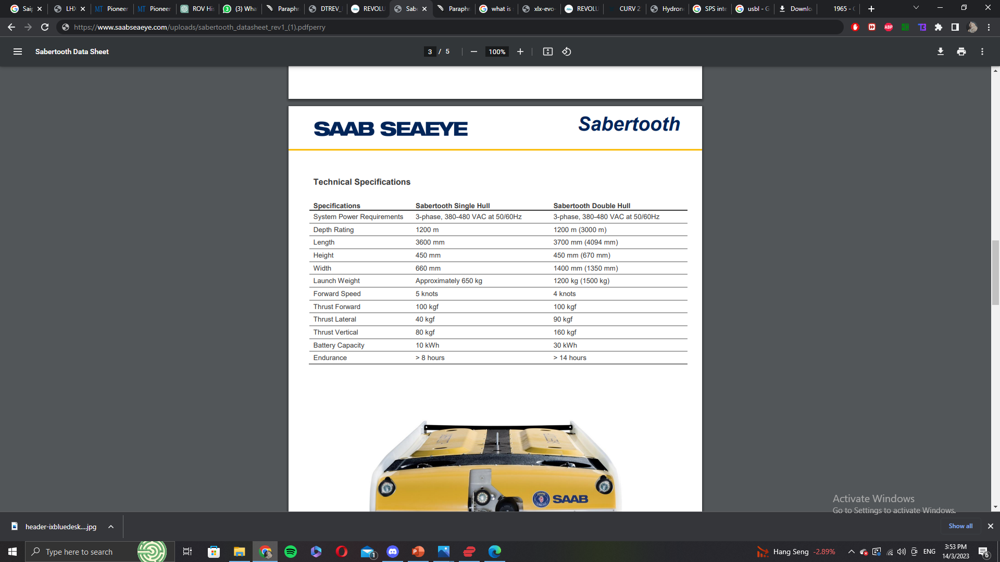 Sai LHX MT Pioneer MT Pioneer ROV His (3) Wha Paraphr DTREV_ REVOLU Sab Paraphr what is xlx-evo- REVOLU CURV 2 Hydron SPS inte usbl - G Downlo 1965 - (
https://www.saabseaeye.com/uploads/sabertooth_datasheet_rev1_(1).pdfperry
ABP
Sabertooth Data Sheet
3 / 5 100%
SAAB SEAEYE Sabertooth
Technical Specifications
Specifications Sabertooth Single Hull Sabertooth Double Hull
System Power Requirements 3-phase, 380-480 VAC at 50/60Hz 3-phase, 380-480 VAC at 50/60Hz
Depth Rating 1200 m 1200 m (3000 m)
Length 3600 mm 3700 mm (4094 mm)
Height 450 mm 450 mm (670 mm)
Width 660 mm 1400 mm (1350 mm)
Launch Weight Approximately 650 kg 1200 kg (1500 kg)
Forward Speed 5 knots 4 knots
Thrust Forward 100 kgf 100 kgf
Thrust Lateral 40 kgf 90 kgf
Thrust Vertical 80 kgf 160 kgf
Battery Capacity 10 kWh 30 kWh
Endurance > 8 hours > 14 hours
SAAB
Activate Windows
Go to Settings to activate Windows.
header-ixbluedesk....jpg
Show all
Type here to search
1
Hang Seng -2.89%
ENG
3:53 PM
14/3/2023
6